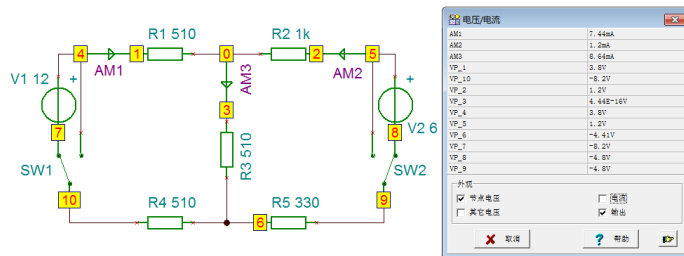 4
1
R1 510
0
R2 1k
2
5
AM1
AM3
AM2
V1 12
+
+
3
7
R3 510
8
V2 6
SW1
SW2
10
R4 510
6
R5 330
9
电压/电流
AM1 7.44mA
AM2 1.2mA
AM3 8.64mA
VP_1 3.8V
VP_10 -8.2V
VP_2 1.2V
VP_3 4.44E-16V
VP_4 3.8V
VP_5 1.2V
VP_6 -4.41V
VP_7 -8.2V
VP_8 -4.8V
VP_9 -4.8V
外观
节点电压 电流
其它电压 输出
取消 ? 帮助